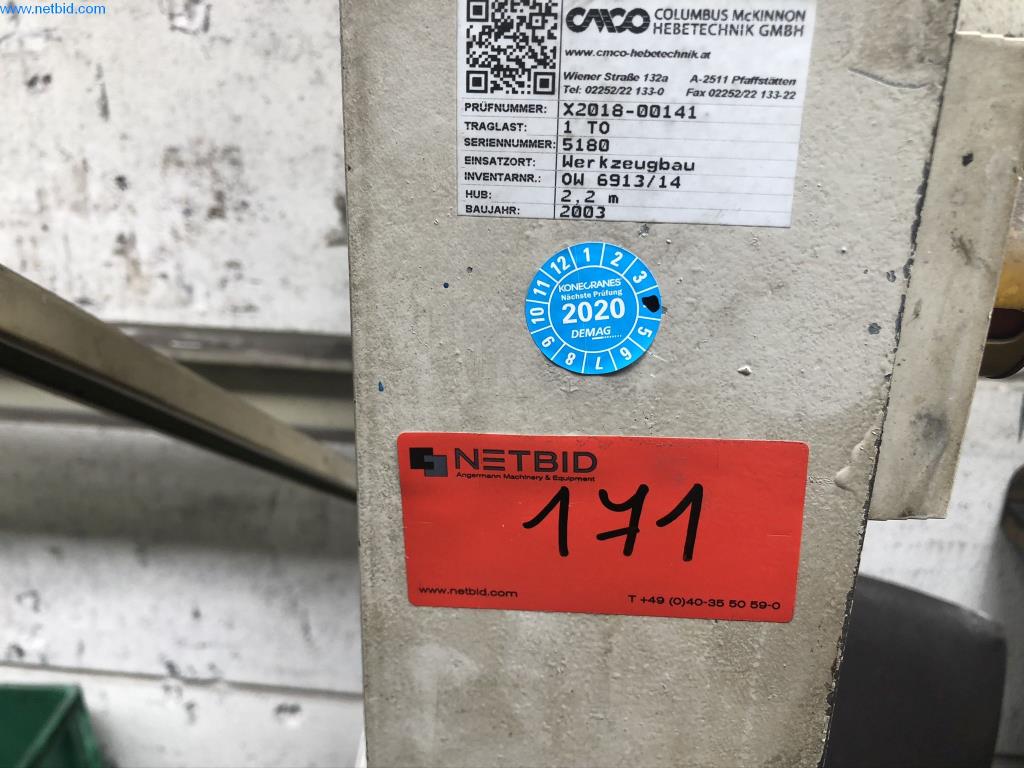 (c) by
www.netbid.com
CMCO COLUMBUS McKINNON
HEBETECHNIK GMBH
www.cmco-hebetechnik.at
Wiener Straße 132a A-2511 Pfaffstätten
Tel: 02252/22 133-0 Fax 02252/22 133-22
PRÜFNUMMER: X2018-00141
TRAGLAST: 1 TO
SERIENNUMMER: 5180
EINSATZORT: Werkzeugbau
INVENTARNR.: OW 6913/14
HUB: 2,2 m
BAUJAHR: 2003
12 1 2 3 5 6 7 8 9 10 11
KONECRANES
Nächste Prüfung
2020
DEMAG
NETBID
Angermann Machinery & Equipment
171
www.netbid.com T +49 (0)40-35 50 59-0